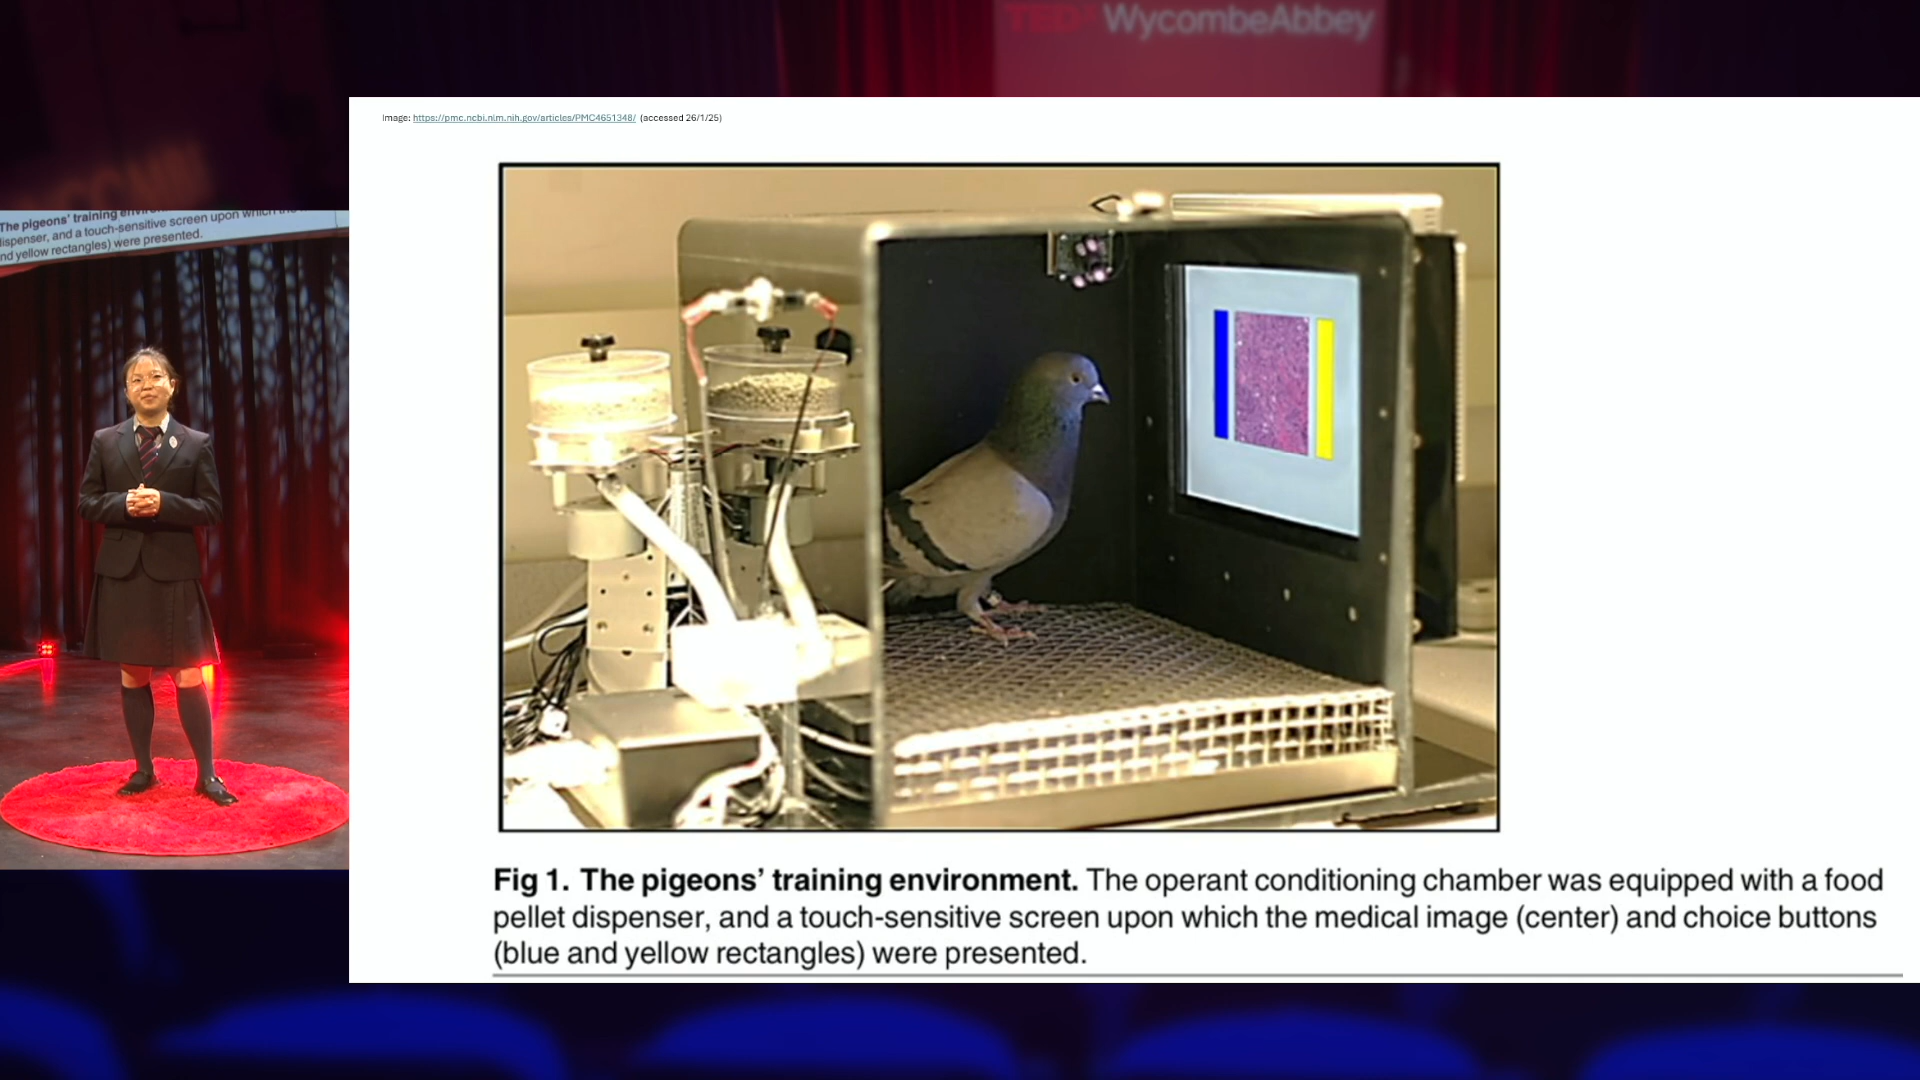 TEDx WycombeAbbey
Image: https://pmc.ncbi.nlm.nih.gov/articles/PMC4651348/ (accessed 26/1/25)
The pigeons' training
dispenser, and a touch-sensitive screen upon which
nd yellow rectangles) were presented.
Fig 1. The pigeons' training environment. The operant conditioning chamber was equipped with a food
pellet dispenser, and a touch-sensitive screen upon which the medical image (center) and choice buttons
(blue and yellow rectangles) were presented.